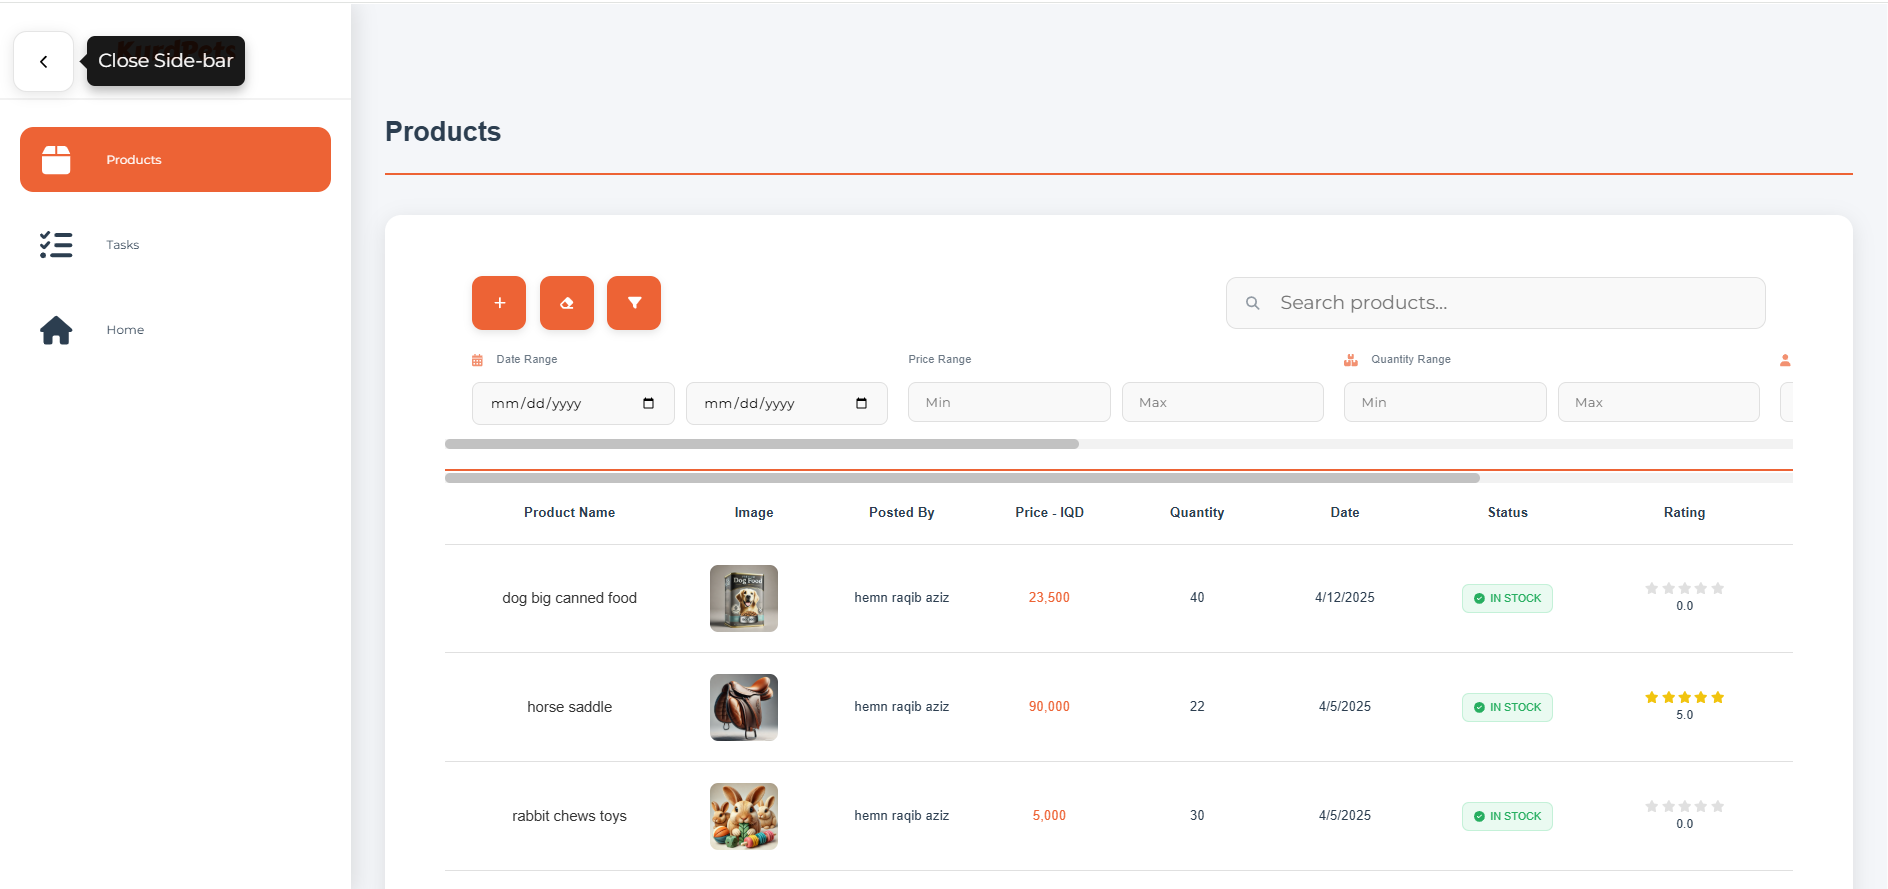 KurdPets
Close Side-bar
Products
Tasks
Home
Products
Search products...
Date Range
Price Range
Quantity Range
mm/dd/yyyy
mm/dd/yyyy
Min
Max
Min
Max
Product Name Image Posted By Price - IQD Quantity Date Status Rating
Dog Food
dog big canned food hemn raqib aziz 23,500 40 4/12/2025 IN STOCK 0.0
horse saddle hemn raqib aziz 90,000 22 4/5/2025 IN STOCK 5.0
rabbit chews toys hemn raqib aziz 5,000 30 4/5/2025 IN STOCK 0.0